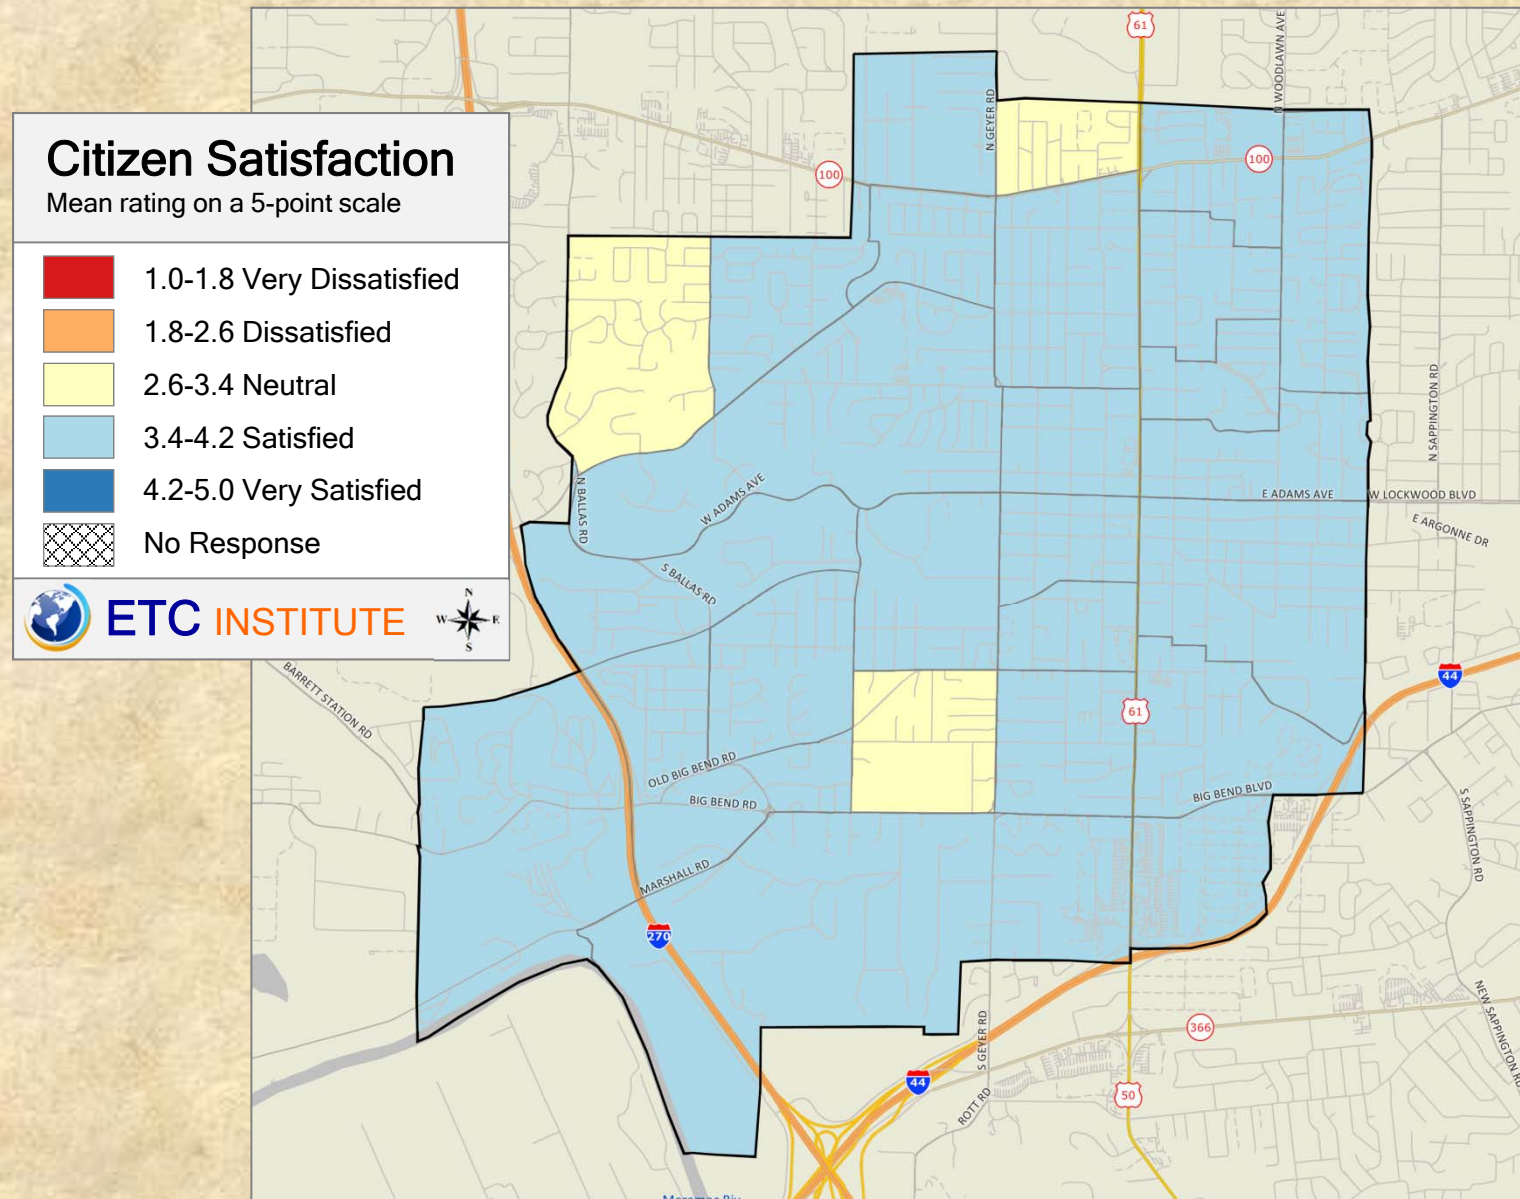 Citizen Satisfaction
Mean rating on a 5-point scale
1.0-1.8 Very Dissatisfied
1.8-2.6 Dissatisfied
2.6-3.4 Neutral
3.4-4.2 Satisfied
4.2-5.0 Very Satisfied
No Response
ETC INSTITUTE
N
W E
S
61
N WOODLAWN AVE
N GEYER RD
100
100
N SAPPINGTON RD
N BALLAS RD
W ADAMS AVE
E ADAMS AVE
W LOCKWOOD BLVD
E ARGONNE DR
S BALLAS RD
BARRETT STATION RD
44
61
OLD BIG BEND RD
BIG BEND RD
BIG BEND BLVD
S SAPPINGTON RD
MARSHALL RD
270
NEW SAPPINGTON RD
S GEYER RD
366
44
50
ROTT RD